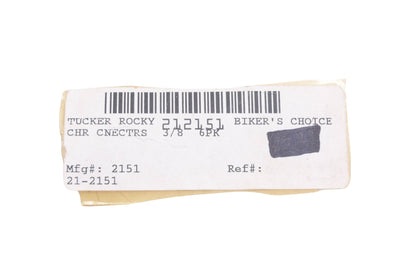 TUCKER ROCKY 212151 BIKER'S CHOICE
CHR CNECTRS 3/8 6PK
Mfg#: 2151 Ref#:
21-2151